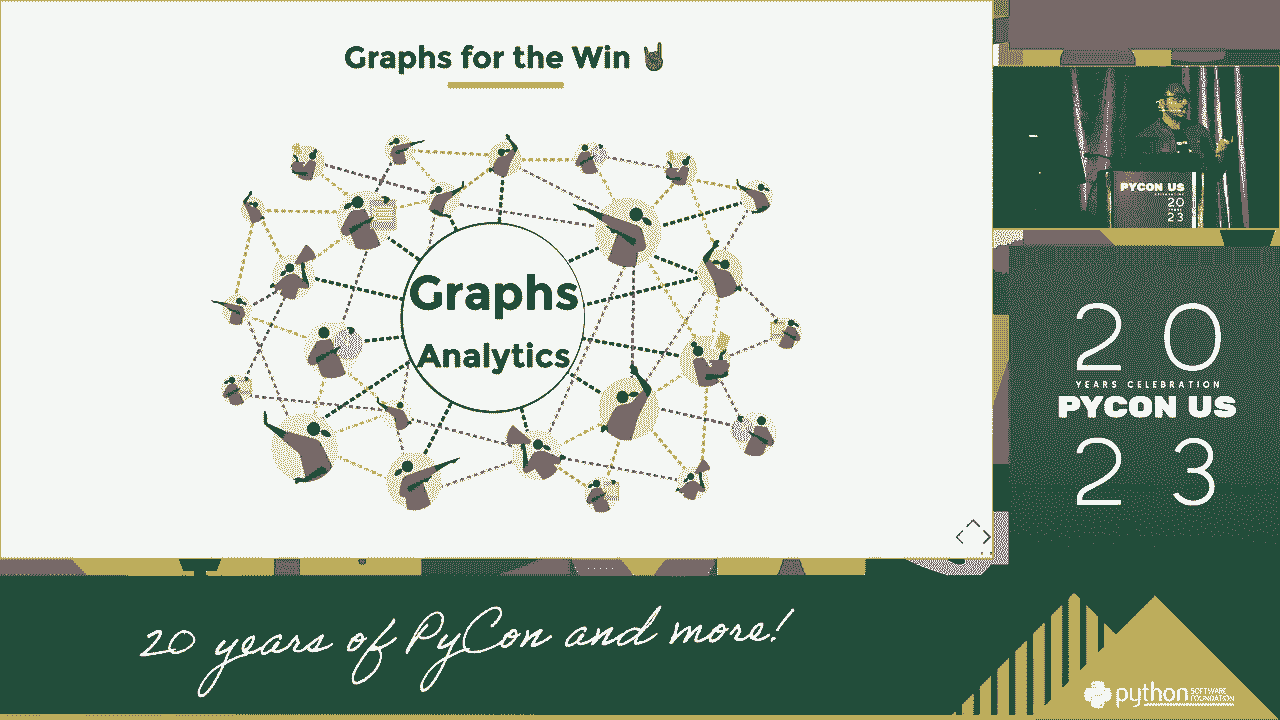 Graphs for the Win 🤘
Graphs
Analytics
PYCON US
20
23
20
YEARS CELEBRATION
PYCON US
23
20 years of PyCon and more!
python
SOFTWARE
FOUNDATION